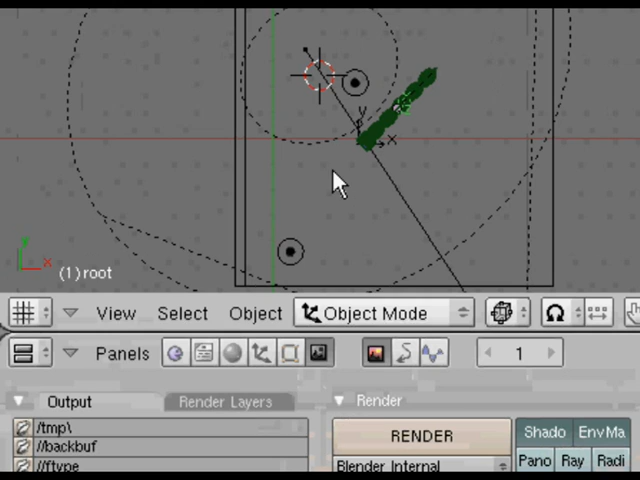 y
x
y
x
(1) root
View Select Object Object Mode
Panels 1
Output Render Layers Render
/tmp\
//backbuf
//ftype
RENDER Shado EnvMa
Pano Ray Radi
Blender Internal